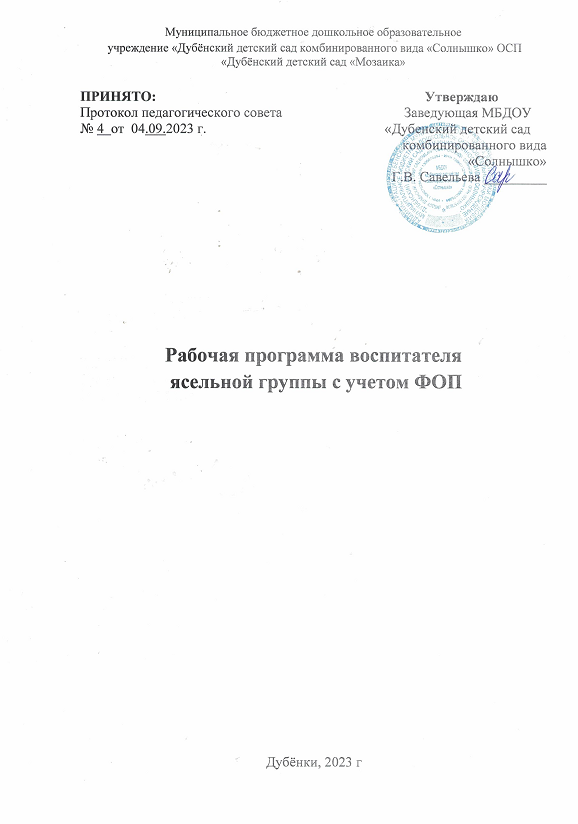 Муниципальное бюджетное дошкольное образовательное
учреждение «Дубёнский детский сад комбинированного вида «Солнышко» ОСП
«Дубёнский детский сад «Мозаика»
ПРИНЯТО:
Протокол педагогического совета
№ 4 от 04.09.2023 г.
Утверждаю
Заведующая МБДОУ
«Дубенский детский сад
комбинированного вида
«Солнышко»
Г.В. Савельева
Рабочая программа воспитателя
ясельной группы с учетом ФОП
Дубёнки, 2023 г